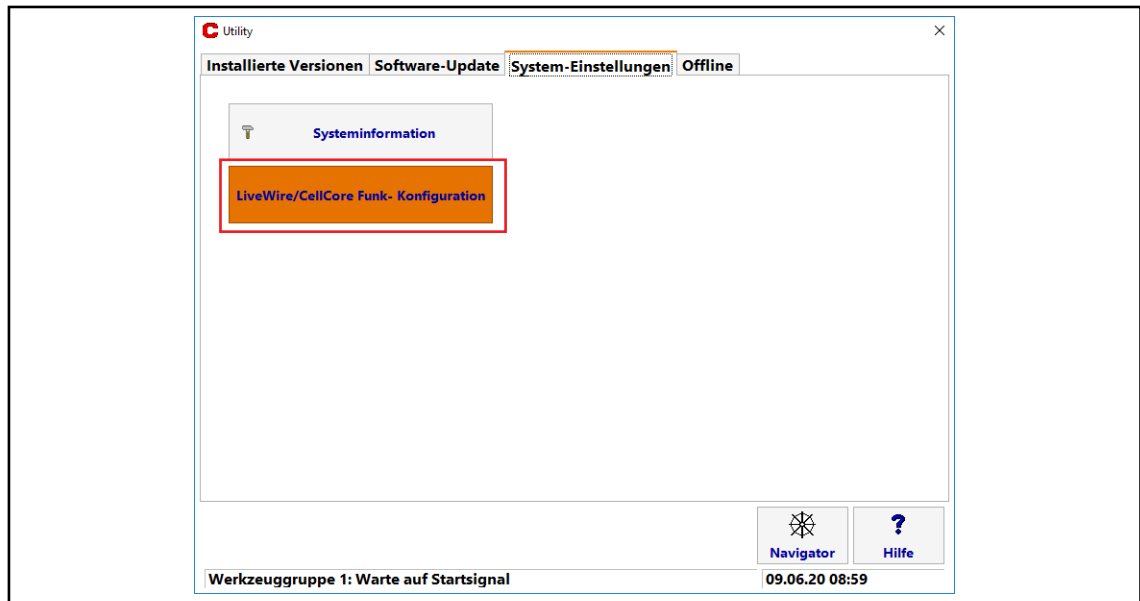 Utility
Installierte Versionen Software-Update System-Einstellungen Offline
Systeminformation
LiveWire/CellCore Funk- Konfiguration
Navigator
Hilfe
Werkzeuggruppe 1: Warte auf Startsignal
09.06.20 08:59